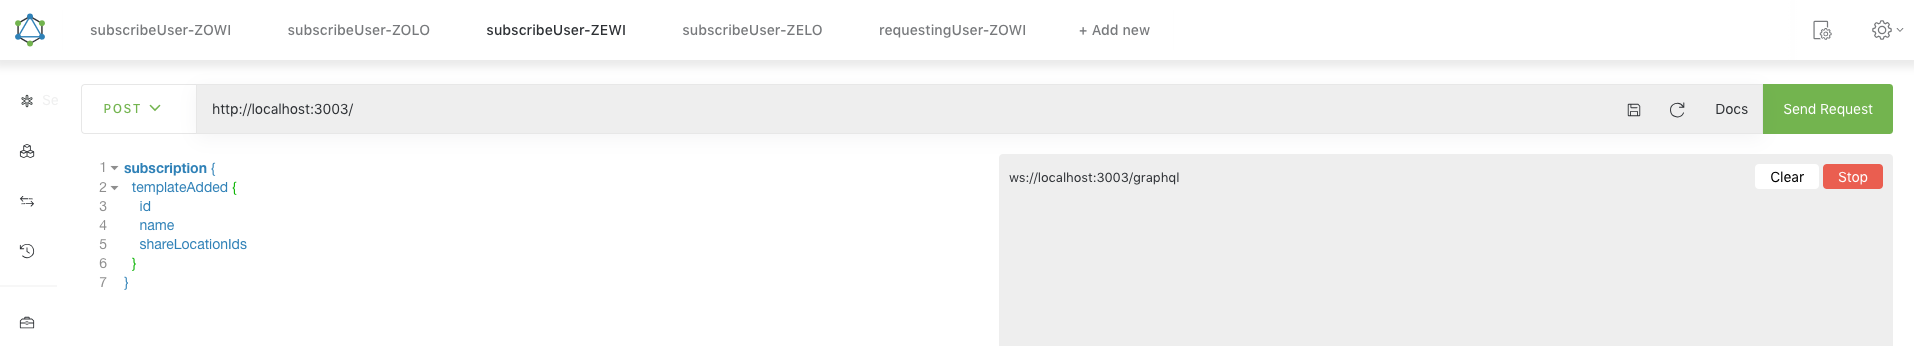 subscribeUser-ZOWI subscribeUser-ZOLO subscribeUser-ZEWI subscribeUser-ZELO requestingUser-ZOWI + Add new
Se
POST http://localhost:3003/ Docs Send Request
1 subscription {
2 templateAdded {
3 id
4 name
5 shareLocationIds
6 }
7 }
ws://localhost:3003/graphql Clear Stop